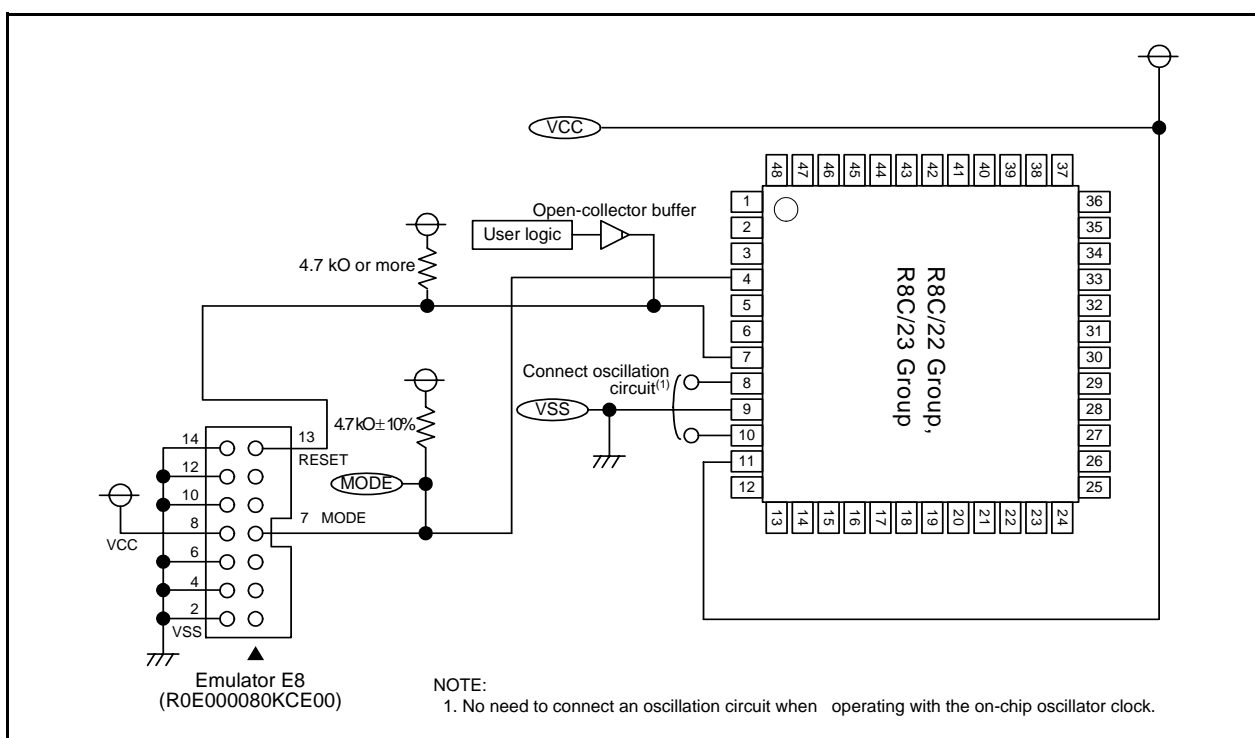 VCC
48 47 46 45 44 43 42 41 40 39 38 37
1 2 3 4 5 6 7 8 9 10 11 12
36 35 34 33 32 31 30 29 28 27 26 25
13 14 15 16 17 18 19 20 21 22 23 24
R8C/22 Group,
R8C/23 Group
Open-collector buffer
User logic
4.7 kO or more
Connect oscillation
circuit(1)
VSS
4.7kO±10%
MODE
14
13
RESET
12
10
8
7 MODE
VCC
6
4
2
VSS
Emulator E8
(R0E000080KCE00)
NOTE:
1. No need to connect an oscillation circuit when operating with the on-chip oscillator clock.